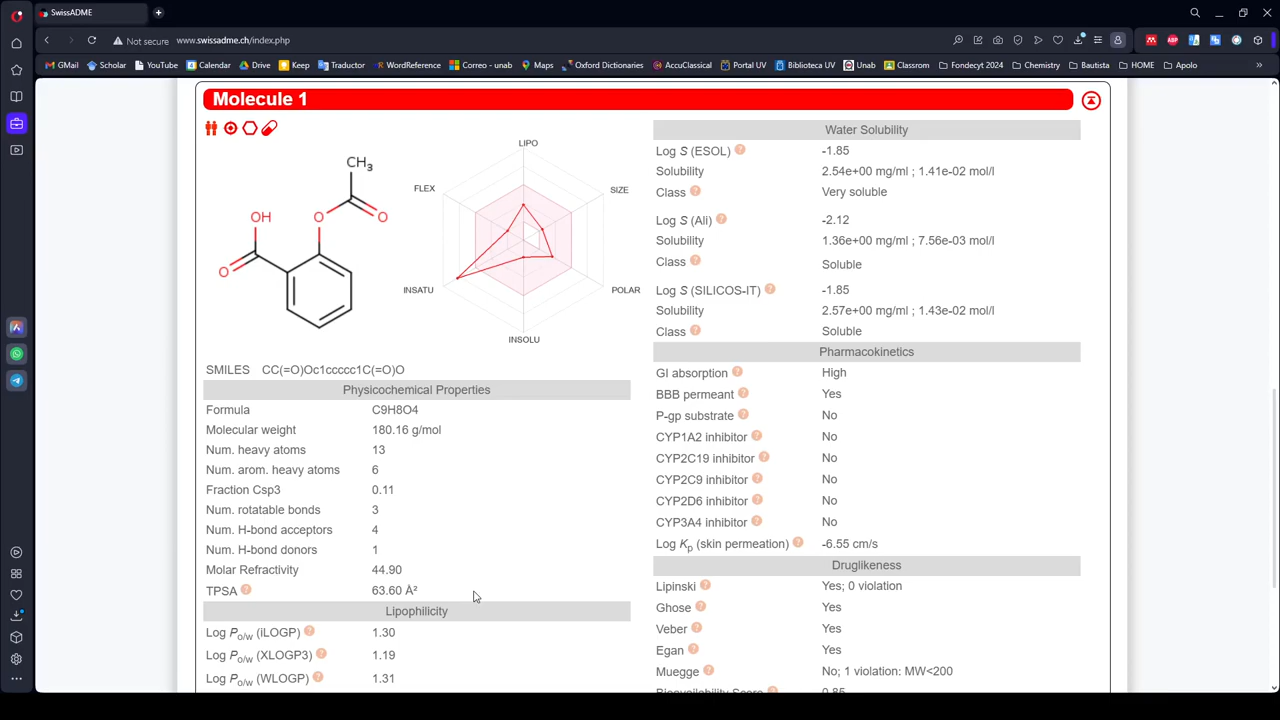 SwissADME
Not secure www.swissadme.ch/index.php
GMail Scholar YouTube Calendar Drive Keep Traductor WordReference Correo - unab Maps Oxford Dictionaries AccuClassical Portal UV Biblioteca UV Unab Classrom Fondecyt 2024 Chemistry Bautista HOME Apolo »
Molecule 1
CH3
OH
O
O
O
LIPO
FLEX
SIZE
INSATU
POLAR
INSOLU
SMILES CC(=O)Oc1ccccc1C(=O)O
Physicochemical Properties
Formula C9H8O4
Molecular weight 180.16 g/mol
Num. heavy atoms 13
Num. arom. heavy atoms 6
Fraction Csp3 0.11
Num. rotatable bonds 3
Num. H-bond acceptors 4
Num. H-bond donors 1
Molar Refractivity 44.90
TPSA ? 63.60 Å²
Lipophilicity
Log Po/w (iLOGP) ? 1.30
Log Po/w (XLOGP3) ? 1.19
Log Po/w (WLOGP) ? 1.31
Water Solubility
Log S (ESOL) ? -1.85
Solubility 2.54e+00 mg/ml ; 1.41e-02 mol/l
Class ? Very soluble
Log S (Ali) ? -2.12
Solubility 1.36e+00 mg/ml ; 7.56e-03 mol/l
Class ? Soluble
Log S (SILICOS-IT) ? -1.85
Solubility 2.57e+00 mg/ml ; 1.43e-02 mol/l
Class ? Soluble
Pharmacokinetics
GI absorption ? High
BBB permeant ? Yes
P-gp substrate ? No
CYP1A2 inhibitor ? No
CYP2C19 inhibitor ? No
CYP2C9 inhibitor ? No
CYP2D6 inhibitor ? No
CYP3A4 inhibitor ? No
Log Kp (skin permeation) ? -6.55 cm/s
Druglikeness
Lipinski ? Yes; 0 violation
Ghose ? Yes
Veber ? Yes
Egan ? Yes
Muegge ? No; 1 violation: MW<200
Bioavailability Score ? 0.85